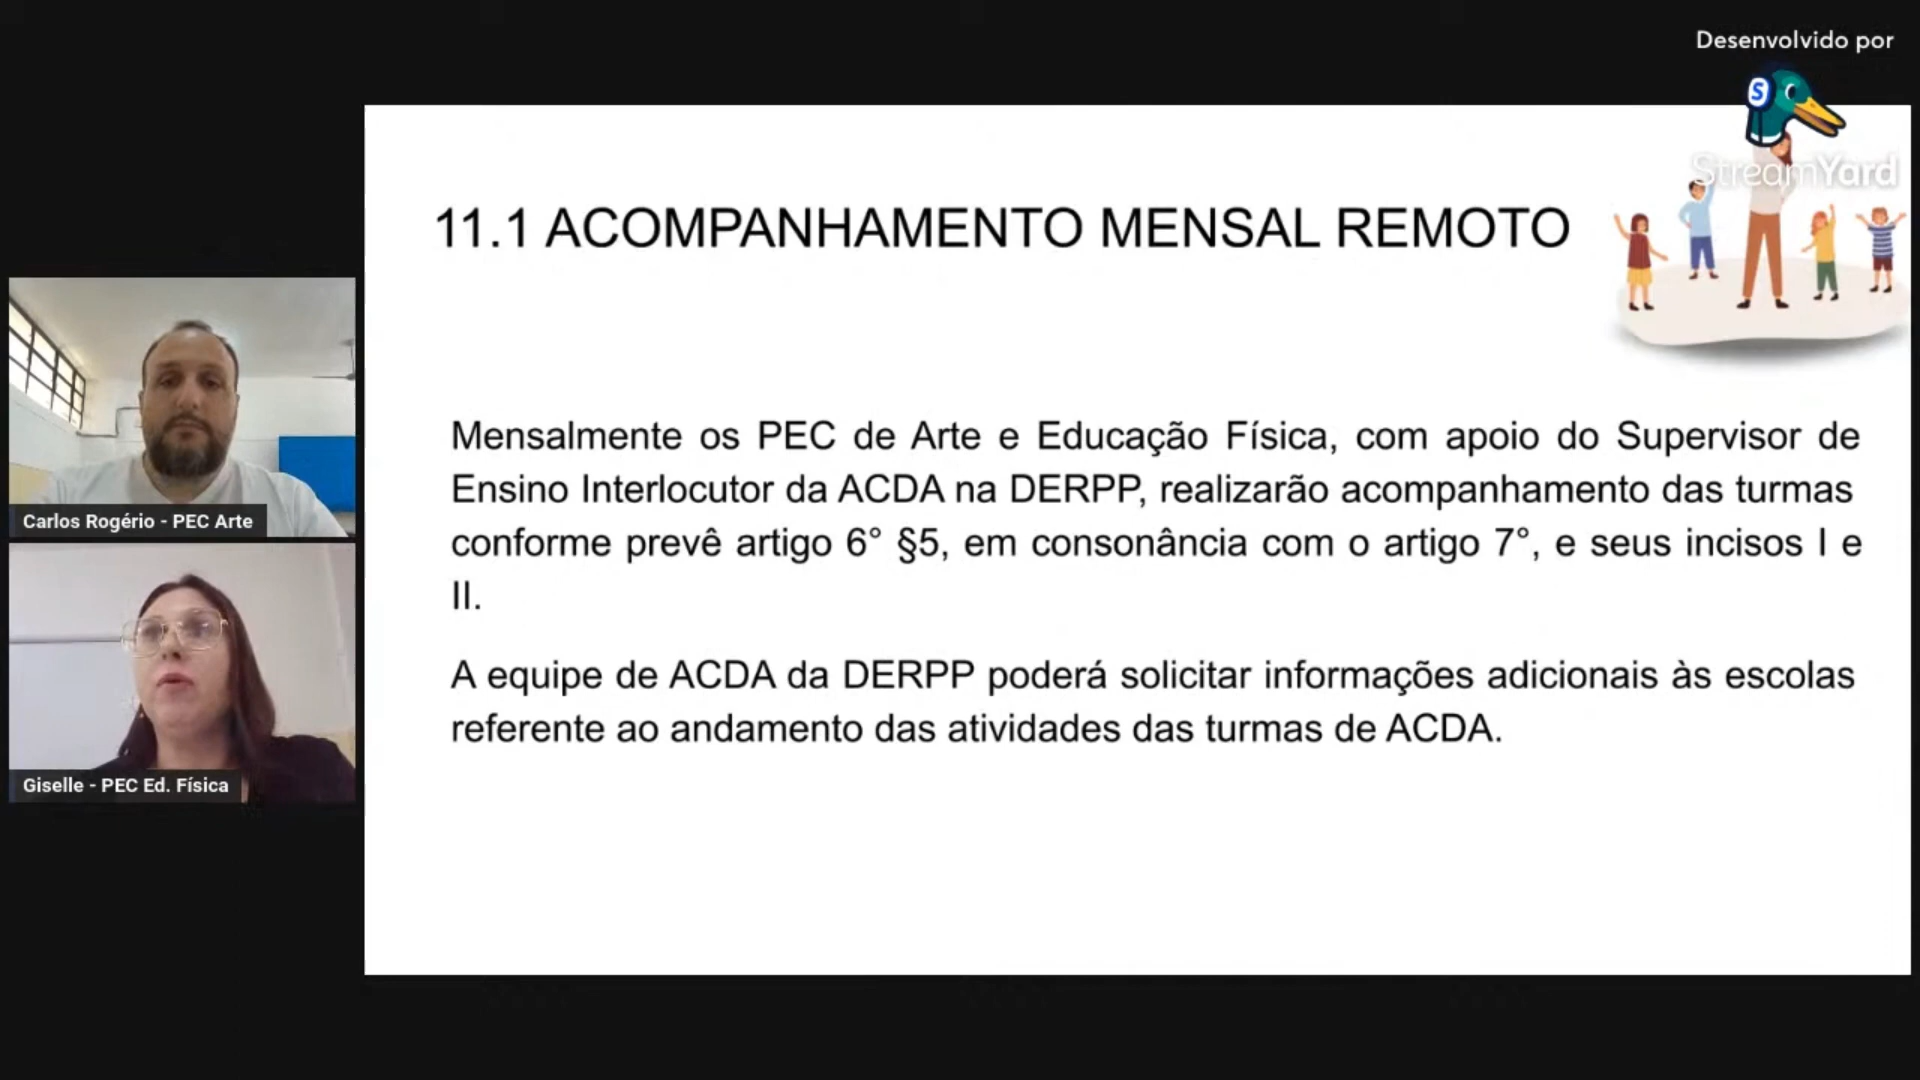 Desenvolvido por
StreamYard
11.1 ACOMPANHAMENTO MENSAL REMOTO
Mensalmente os PEC de Arte e Educação Física, com apoio do Supervisor de
Ensino Interlocutor da ACDA na DERPP, realizarão acompanhamento das turmas
conforme prevê artigo 6° §5, em consonância com o artigo 7°, e seus incisos I e
II.
A equipe de ACDA da DERPP poderá solicitar informações adicionais às escolas
referente ao andamento das atividades das turmas de ACDA.
Carlos Rogério - PEC Arte
Giselle - PEC Ed. Física